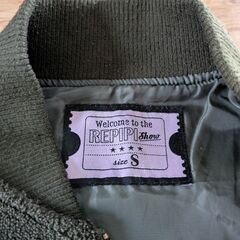 Welcome to the
REPIPI Show
★★★★
size S